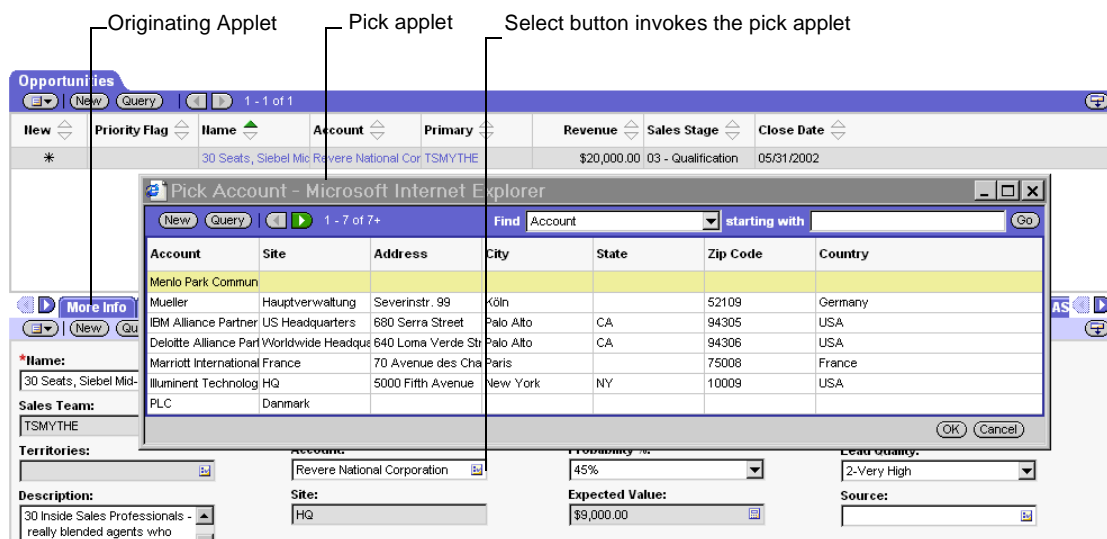 Originating Applet Pick applet Select button invokes the pick applet
Opportunities
New Query 1 - 1 of 1
New Priority Flag Name Account Primary Revenue Sales Stage Close Date
* 30 Seats, Siebel Mic Revere National Cor TSMYTHE $20,000.00 03 - Qualification 05/31/2002
Pick Account - Microsoft Internet Explorer
New Query 1 - 7 of 7+ Find Account starting with Go
Account Site Address City State Zip Code Country
Menlo Park Commun
Mueller Hauptverwaltung Severinstr. 99 Köln 52109 Germany
IBM Alliance Partner US Headquarters 680 Serra Street Palo Alto CA 94305 USA
Deloitte Alliance Part Worldwide Headqua 640 Loma Verde Str Palo Alto CA 94306 USA
Marriott International France 70 Avenue des Cha Paris 75008 France
Illuminent Technolog HQ 5000 Fifth Avenue New York NY 10009 USA
PLC Danmark
OK Cancel
More Info AS
New Qu
*Name:
30 Seats, Siebel Mid-
Sales Team:
TSMYTHE
Territories: Account: Probability %: Lead Quality:
Revere National Corporation 45% 2-Very High
Description: Site: Expected Value: Source:
30 Inside Sales Professionals - HQ $9,000.00
really blended agents who